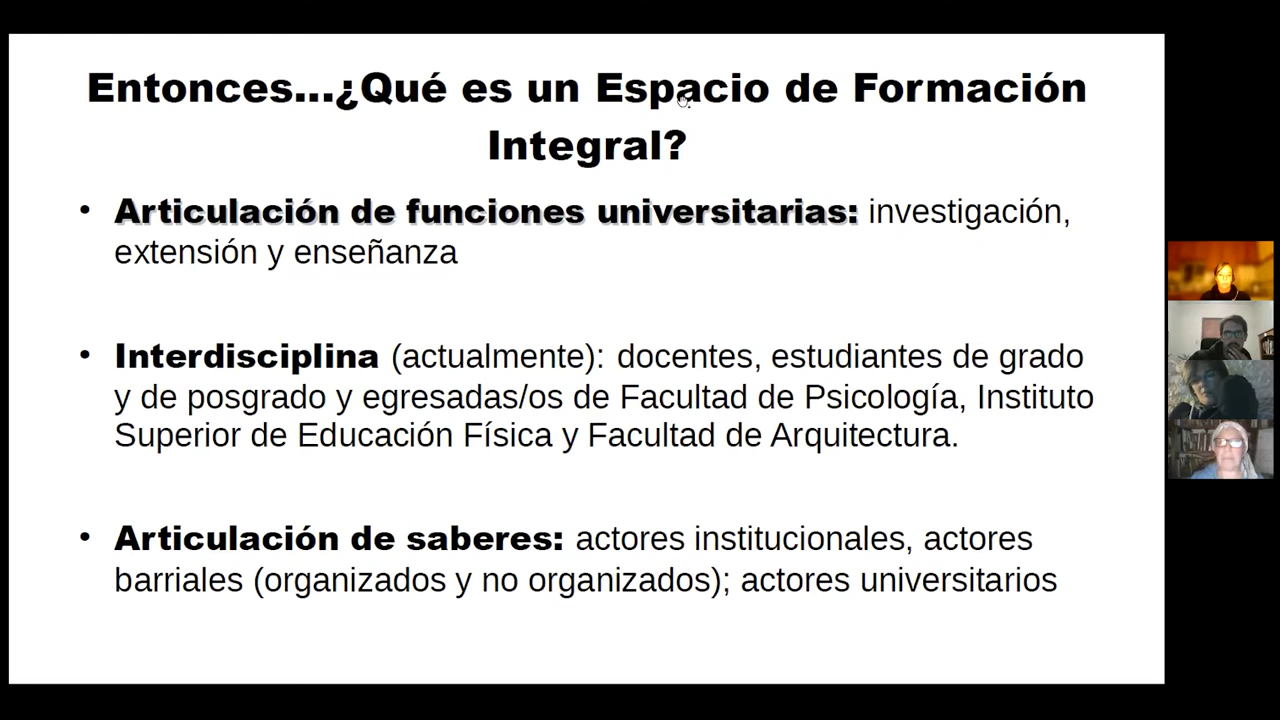 Entonces...¿Qué es un Espacio de Formación
Integral?
• Articulación de funciones universitarias: investigación,
extensión y enseñanza
• Interdisciplina (actualmente): docentes, estudiantes de grado
y de posgrado y egresadas/os de Facultad de Psicología, Instituto
Superior de Educación Física y Facultad de Arquitectura.
• Articulación de saberes: actores institucionales, actores
barriales (organizados y no organizados); actores universitarios